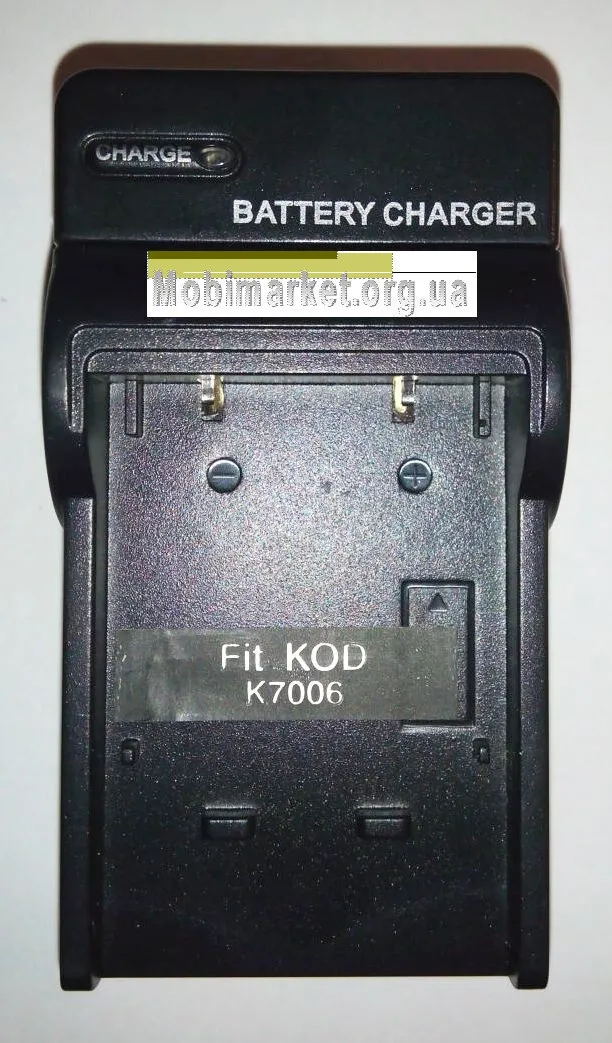 CHARGE
BATTERY CHARGER
Mobimarket.org.ua
Fit KOD
K7006